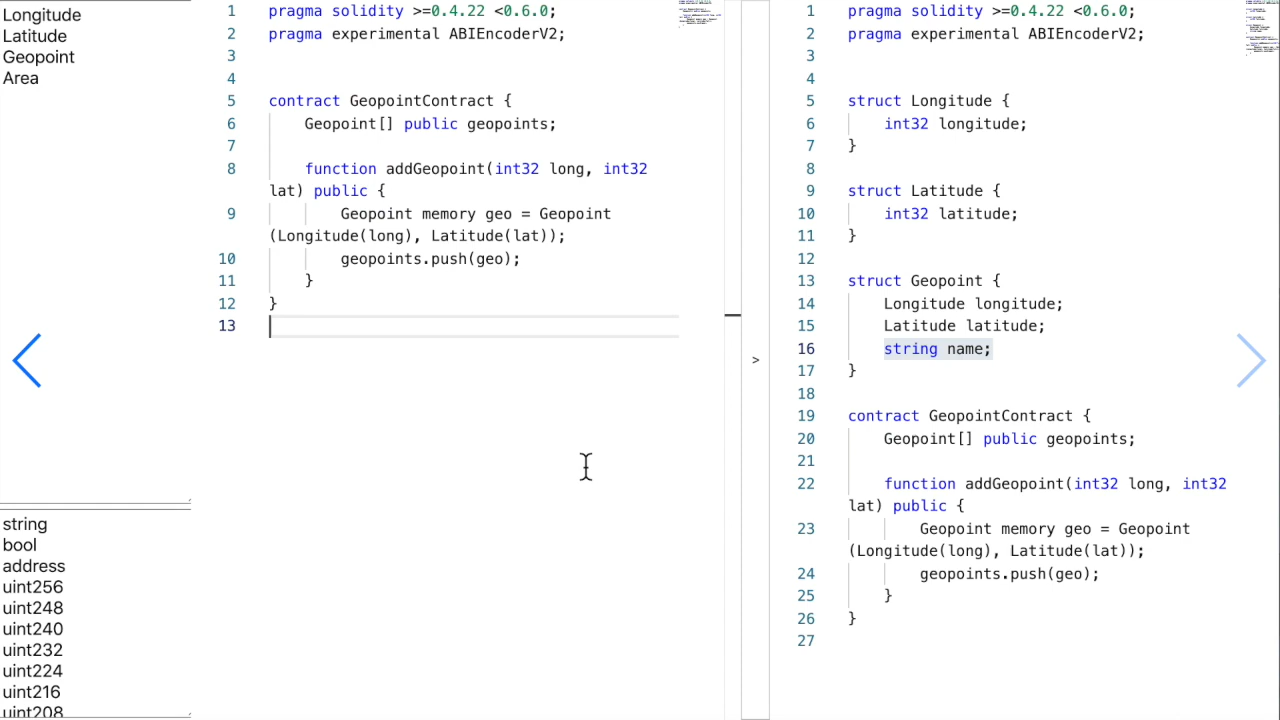 Longitude
Latitude
Geopoint
Area
string
bool
address
uint256
uint248
uint240
uint232
uint224
uint216
uint208
1 pragma solidity >=0.4.22 <0.6.0;
2 pragma experimental ABIEncoderV2;
3
4
5 contract GeopointContract {
6 Geopoint[] public geopoints;
7
8 function addGeopoint(int32 long, int32
lat) public {
9 Geopoint memory geo = Geopoint
(Longitude(long), Latitude(lat));
10 geopoints.push(geo);
11 }
12 }
13
>
1 pragma solidity >=0.4.22 <0.6.0;
2 pragma experimental ABIEncoderV2;
3
4
5 struct Longitude {
6 int32 longitude;
7 }
8
9 struct Latitude {
10 int32 latitude;
11 }
12
13 struct Geopoint {
14 Longitude longitude;
15 Latitude latitude;
16 string name;
17 }
18
19 contract GeopointContract {
20 Geopoint[] public geopoints;
21
22 function addGeopoint(int32 long, int32
lat) public {
23 Geopoint memory geo = Geopoint
(Longitude(long), Latitude(lat));
24 geopoints.push(geo);
25 }
26 }
27